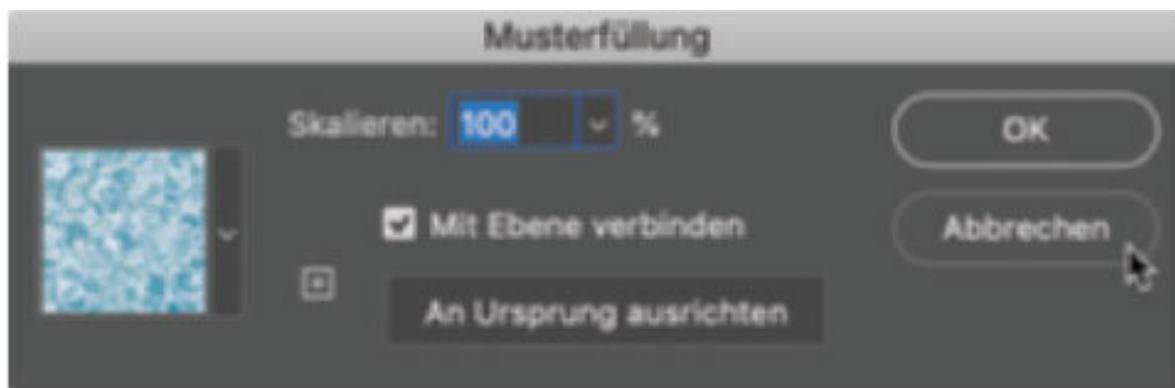 Musterfüllung
Skalieren: 100 %
OK
Mit Ebene verbinden
Abbrechen
An Ursprung ausrichten